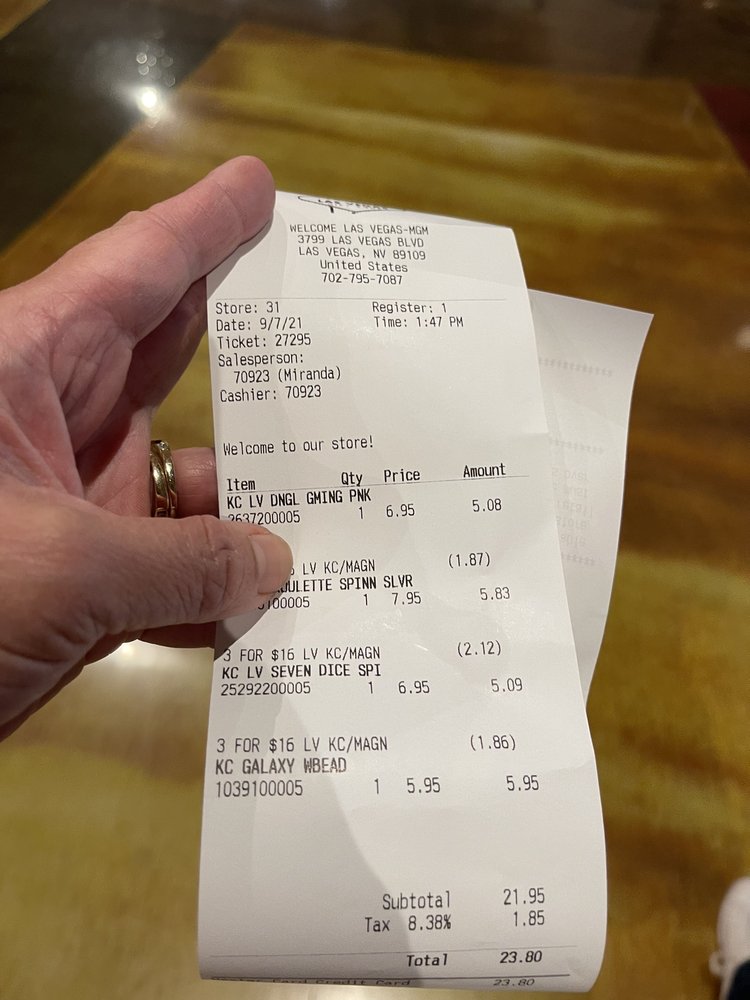 WELCOME LAS VEGAS-MGM
3799 LAS VEGAS BLVD
LAS VEGAS, NV 89109
United States
702-795-7087
Store: 31 Register: 1
Date: 9/7/21 Time: 1:47 PM
Ticket: 27295
Salesperson:
70923 (Miranda)
Cashier: 70923
Welcome to our store!
Item Qty Price Amount
KC LV DNGL GMING PNK
2637200005 1 6.95 5.08
LV KC/MAGN (1.87)
SPINN SLVR
1 7.95 5.83
3 FOR $16 LV KC/MAGN (2.12)
KC LV SEVEN DICE SPI
25292200005 1 6.95 5.09
3 FOR $16 LV KC/MAGN (1.86)
KC GALAXY WBEAD
1039100005 1 5.95 5.95
Subtotal 21.95
Tax 8.38% 1.85
Total 23.80
Card Credit Card 23.80